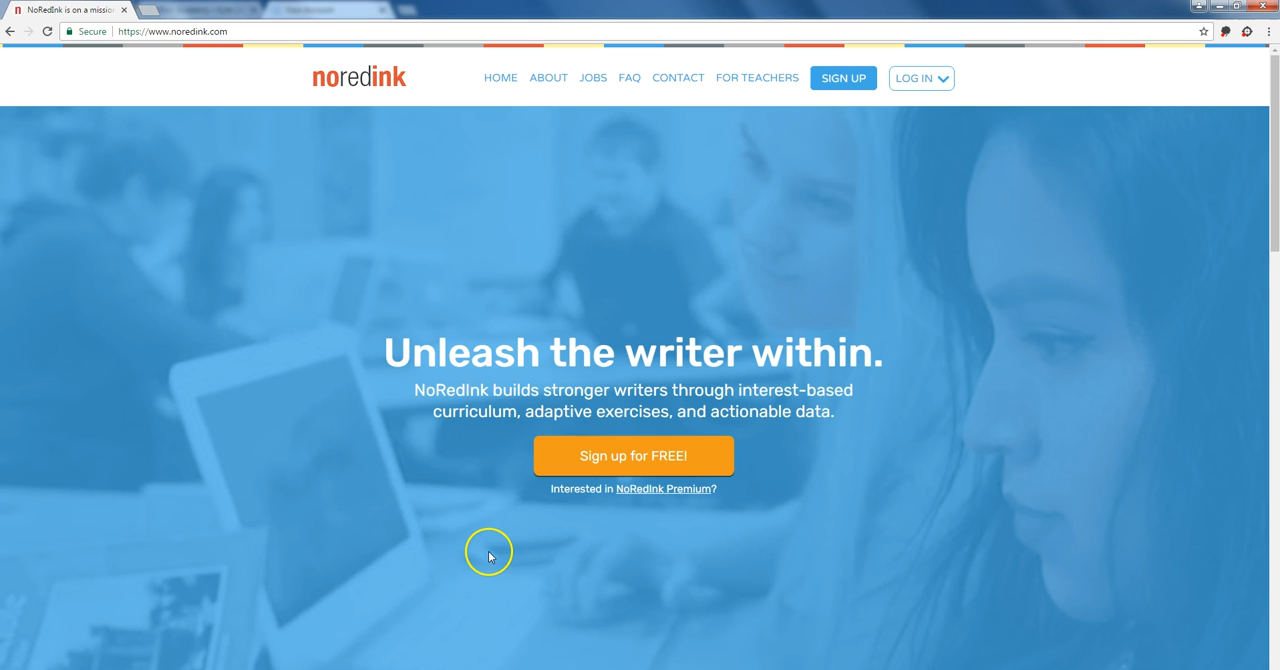 NoRedInk is on a missio
Secure https://www.noredink.com
noredink HOME ABOUT JOBS FAQ CONTACT FOR TEACHERS SIGN UP LOG IN
Unleash the writer within.
NoRedInk builds stronger writers through interest-based
curriculum, adaptive exercises, and actionable data.
Sign up for FREE!
Interested in NoRedInk Premium?